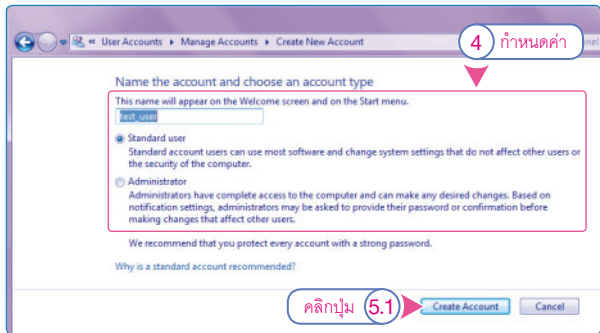 « User Accounts ▸ Manage Accounts ▸ Create New Account
4 กำหนดค่า
Name the account and choose an account type
This name will appear on the Welcome screen and on the Start menu.
test_user
Standard user
Standard account users can use most software and change system settings that do not affect other users or
the security of the computer.
Administrator
Administrators have complete access to the computer and can make any desired changes. Based on
notification settings, administrators may be asked to provide their password or confirmation before
making changes that affect other users.
We recommend that you protect every account with a strong password.
Why is a standard account recommended?
คลิกปุ่ม 5.1 Create Account Cancel